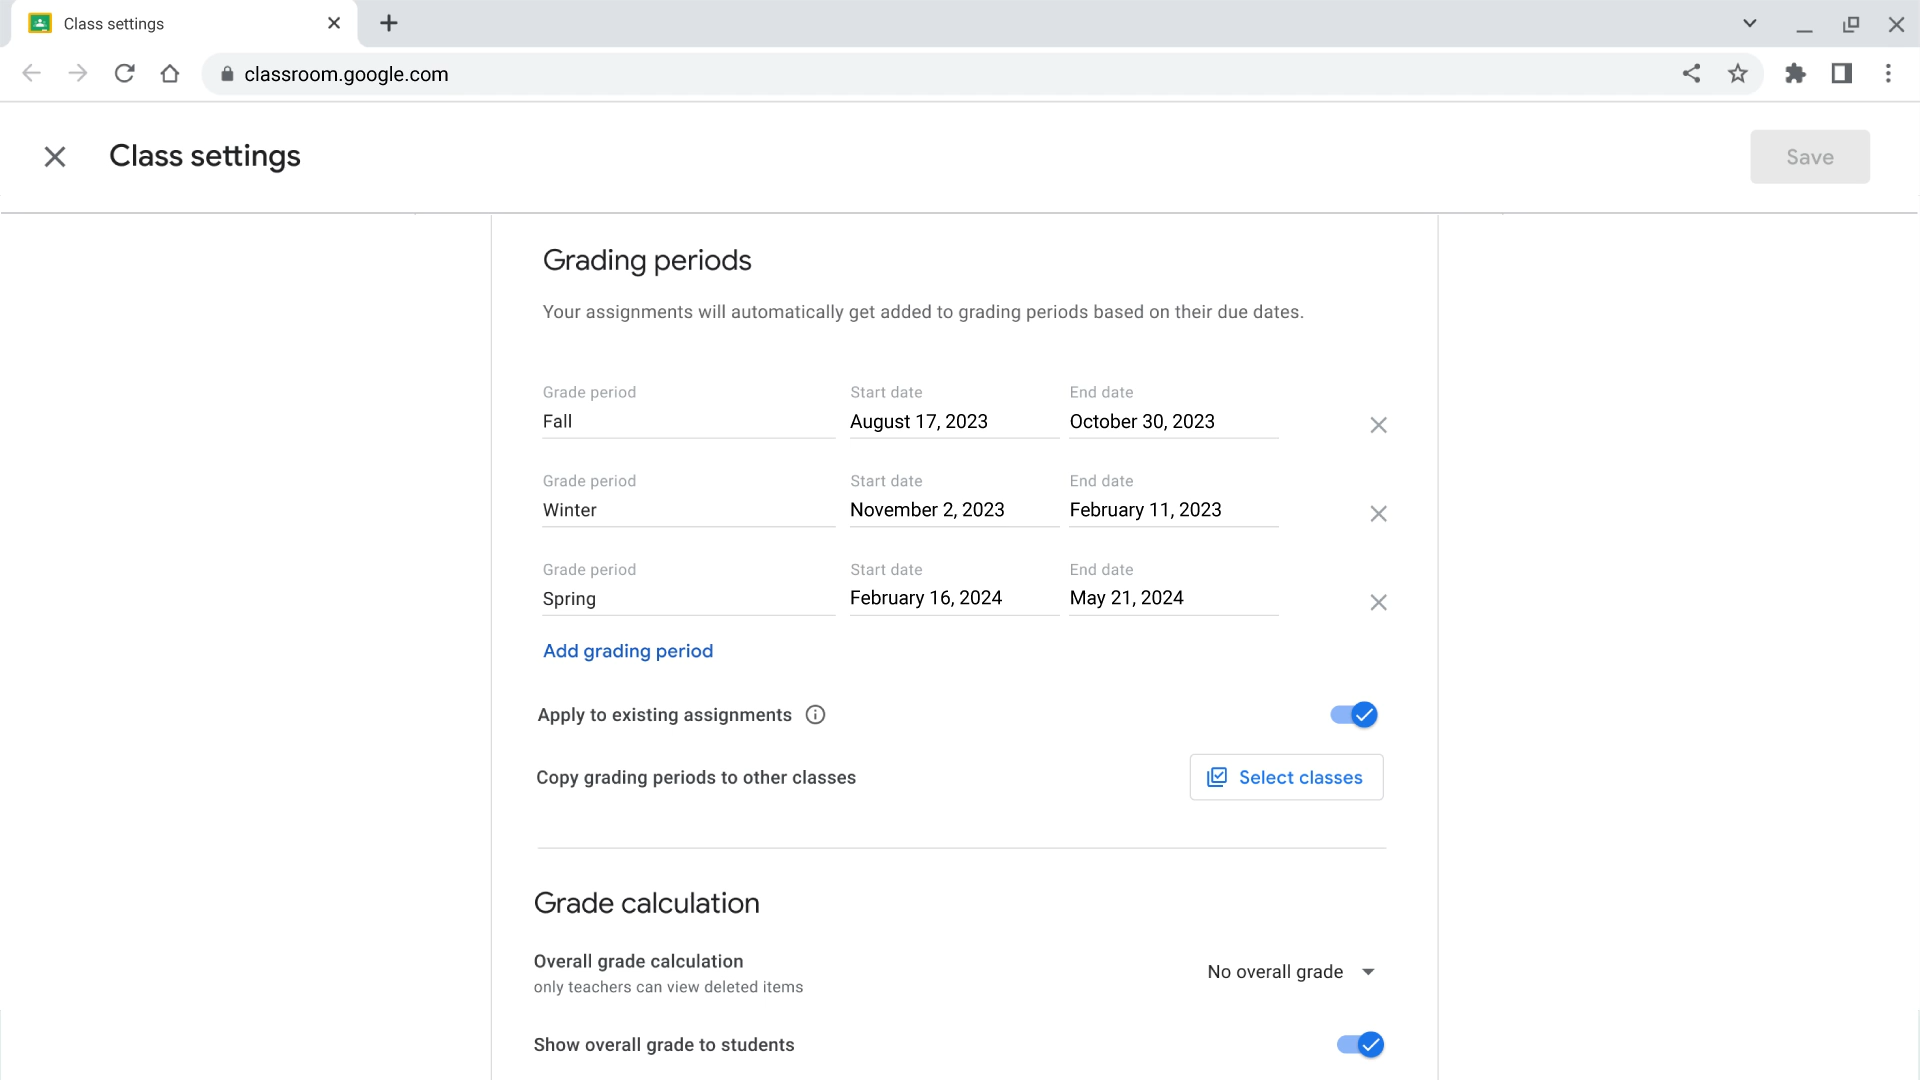 Class settings
classroom.google.com
Class settings
Save
Grading periods
Your assignments will automatically get added to grading periods based on their due dates.
Grade period Start date End date
Fall August 17, 2023 October 30, 2023
Grade period Start date End date
Winter November 2, 2023 February 11, 2023
Grade period Start date End date
Spring February 16, 2024 May 21, 2024
Add grading period
Apply to existing assignments
Copy grading periods to other classes Select classes
Grade calculation
Overall grade calculation
only teachers can view deleted items
No overall grade
Show overall grade to students